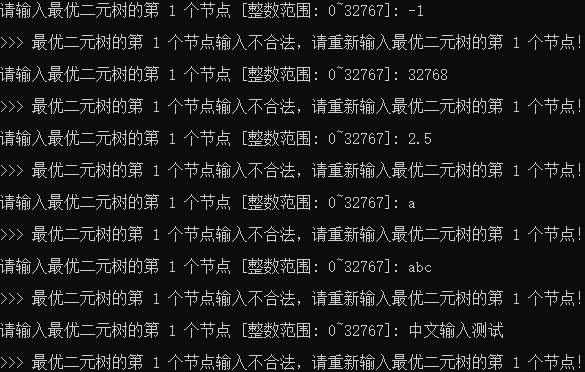 请输入最优二元树的第 1 个节点 [整数范围: 0~32767]: -1
>>> 最优二元树的第 1 个节点输入不合法，请重新输入最优二元树的第 1 个节点!
请输入最优二元树的第 1 个节点 [整数范围: 0~32767]: 32768
>>> 最优二元树的第 1 个节点输入不合法，请重新输入最优二元树的第 1 个节点!
请输入最优二元树的第 1 个节点 [整数范围: 0~32767]: 2.5
>>> 最优二元树的第 1 个节点输入不合法，请重新输入最优二元树的第 1 个节点!
请输入最优二元树的第 1 个节点 [整数范围: 0~32767]: a
>>> 最优二元树的第 1 个节点输入不合法，请重新输入最优二元树的第 1 个节点!
请输入最优二元树的第 1 个节点 [整数范围: 0~32767]: abc
>>> 最优二元树的第 1 个节点输入不合法，请重新输入最优二元树的第 1 个节点!
请输入最优二元树的第 1 个节点 [整数范围: 0~32767]: 中文输入测试
>>> 最优二元树的第 1 个节点输入不合法，请重新输入最优二元树的第 1 个节点!